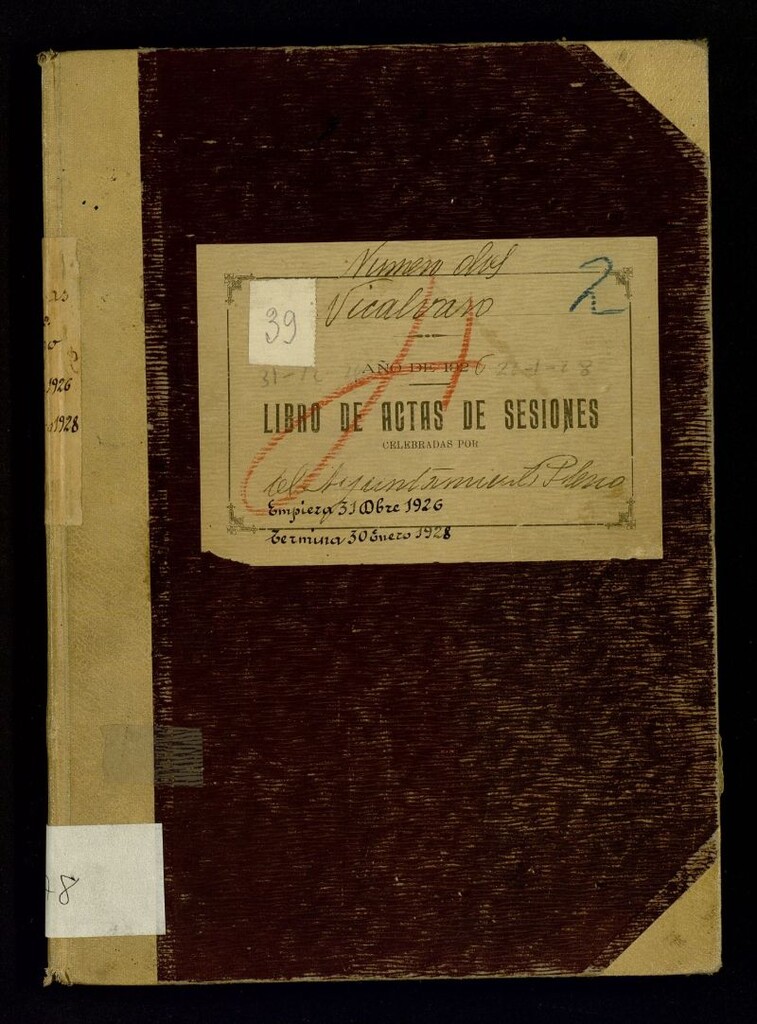 Numero dos
2
Vicalvaro
39
AÑO DE 1926
LIBRO DE ACTAS DE SESIONES
CELEBRADAS POR
el Ayuntamiento Pleno
Empieza 31 Dbre 1926
Termina 30 Enero 1928
1926
1928
78